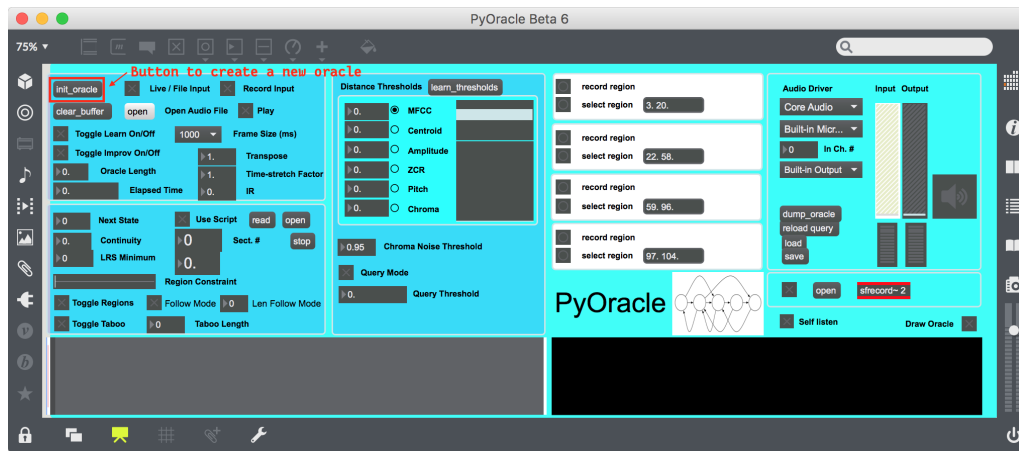 PyOracle Beta 6
75%
Button to create a new oracle
init_oracle Live / File Input Record Input
clear_buffer open Open Audio File Play
Toggle Learn On/Off 1000 Frame Size (ms)
Toggle Improv On/Off 1. Transpose
0. Oracle Length 1. Time-stretch Factor
0. Elapsed Time 0. IR
0 Next State Use Script read open
0. Continuity 0 Sect. # stop
0 LRS Minimum 0.
Region Constraint
Toggle Regions Follow Mode 0 Len Follow Mode
Toggle Taboo 0 Taboo Length
Distance Thresholds learn_thresholds
0. MFCC
0. Centroid
0. Amplitude
0. ZCR
0. Pitch
0. Chroma
0.95 Chroma Noise Threshold
Query Mode
0. Query Threshold
record region
select region 3. 20.
record region
select region 22. 58.
record region
select region 59. 96.
record region
select region 97. 104.
PyOracle
Audio Driver Input Output
Core Audio
Built-in Micr...
0 In Ch. #
Built-in Output
dump_oracle
reload query
load
save
open sfrecord~ 2
Self listen Draw Oracle